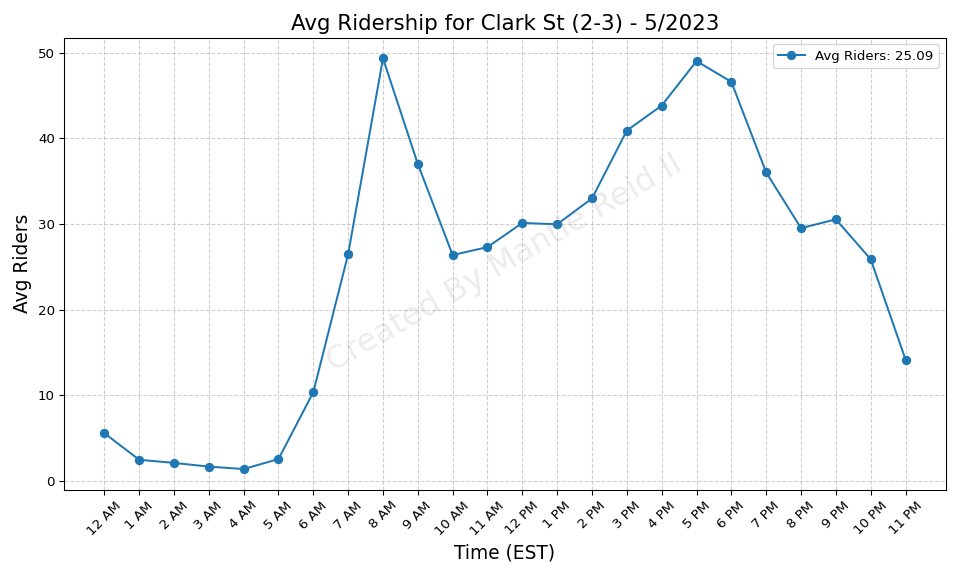 Avg Ridership for Clark St (2-3) - 5/2023
Avg Riders: 25.09
Avg Riders
50
40
30
20
10
0
Created By Mantie Reid II
12 AM
1 AM
2 AM
3 AM
4 AM
5 AM
6 AM
7 AM
8 AM
9 AM
10 AM
11 AM
12 PM
1 PM
2 PM
3 PM
4 PM
5 PM
6 PM
7 PM
8 PM
9 PM
10 PM
11 PM
Time (EST)